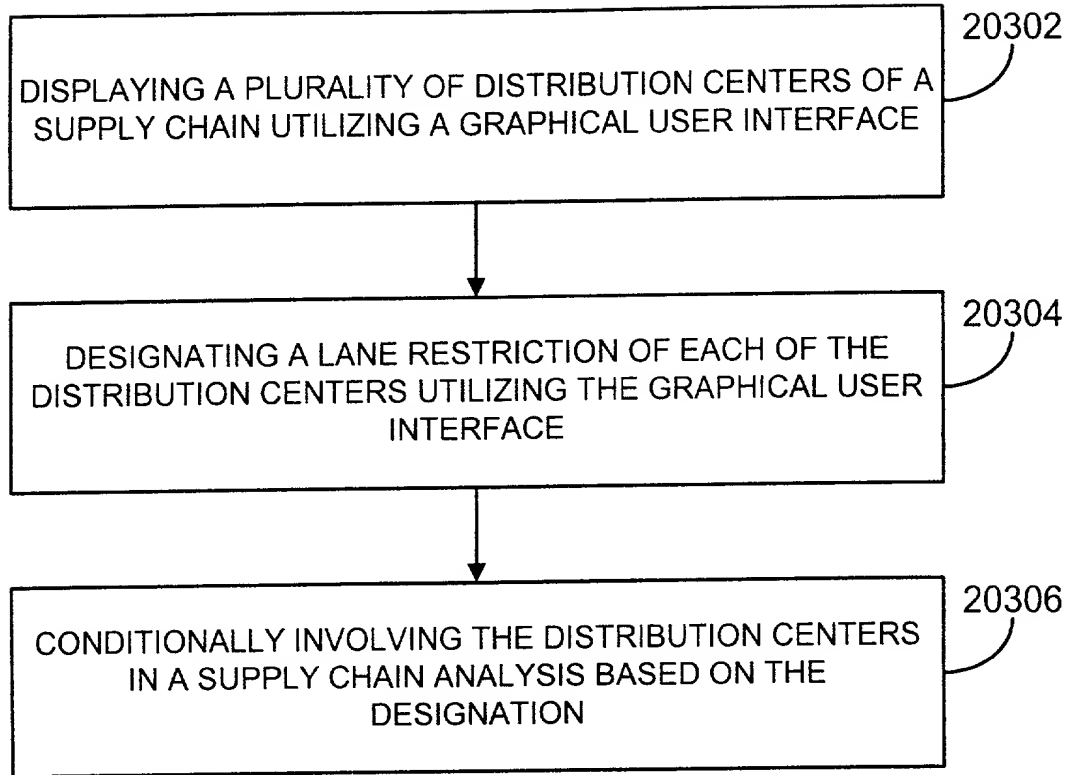 20302
DISPLAYING A PLURALITY OF DISTRIBUTION CENTERS OF A
SUPPLY CHAIN UTILIZING A GRAPHICAL USER INTERFACE
20304
DESIGNATING A LANE RESTRICTION OF EACH OF THE
DISTRIBUTION CENTERS UTILIZING THE GRAPHICAL USER
INTERFACE
20306
CONDITIONALLY INVOLVING THE DISTRIBUTION CENTERS
IN A SUPPLY CHAIN ANALYSIS BASED ON THE
DESIGNATION